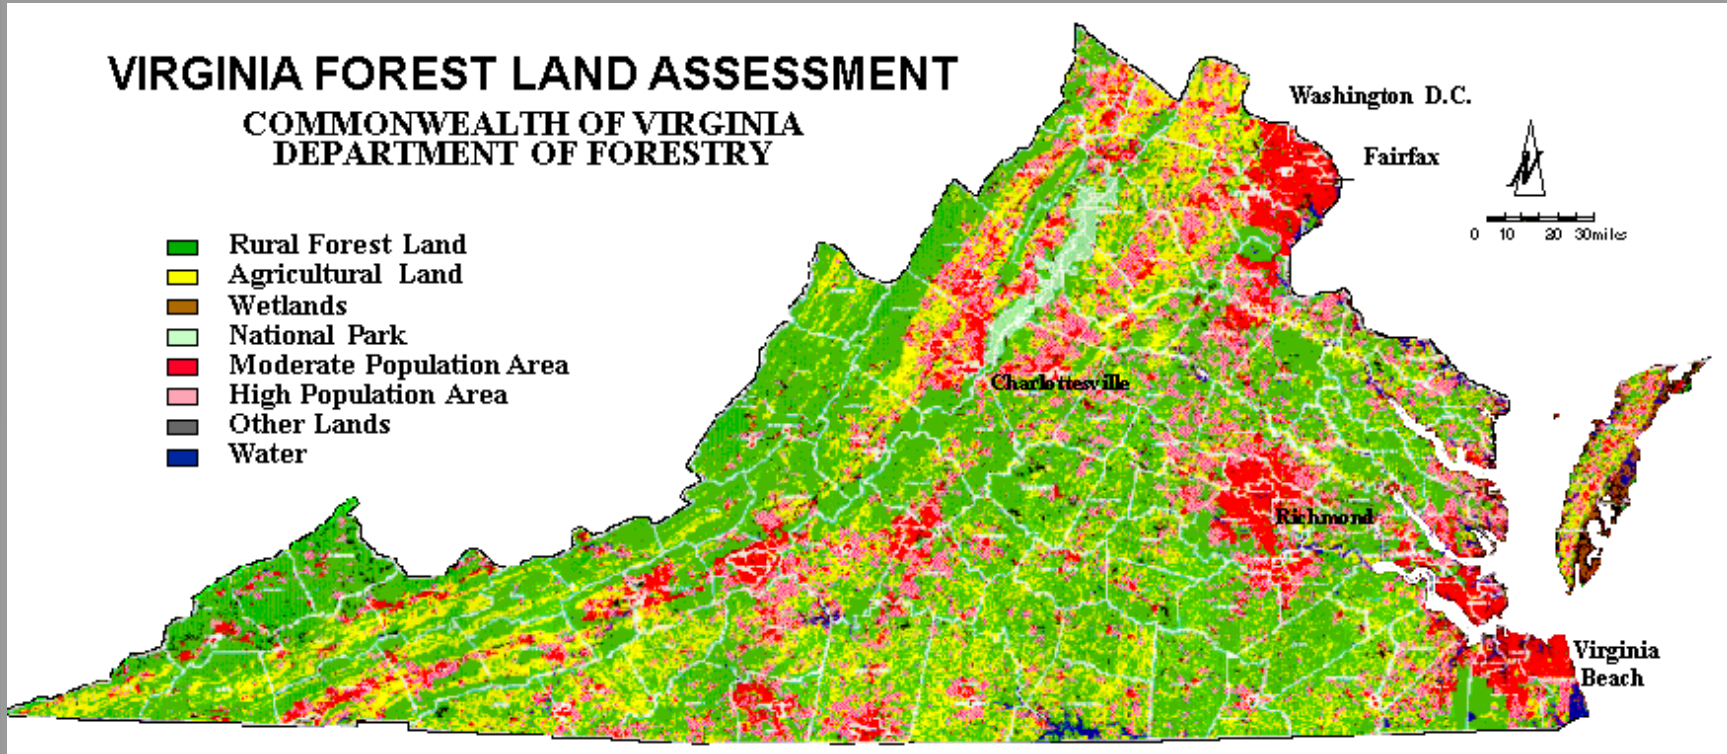 VIRGINIA FOREST LAND ASSESSMENT
COMMONWEALTH OF VIRGINIA
DEPARTMENT OF FORESTRY
Washington D.C.
Fairfax
0 10 20 30miles
Rural Forest Land
Agricultural Land
Wetlands
National Park
Moderate Population Area
High Population Area
Other Lands
Water
Charlottesville
Richmond
Virginia
Beach